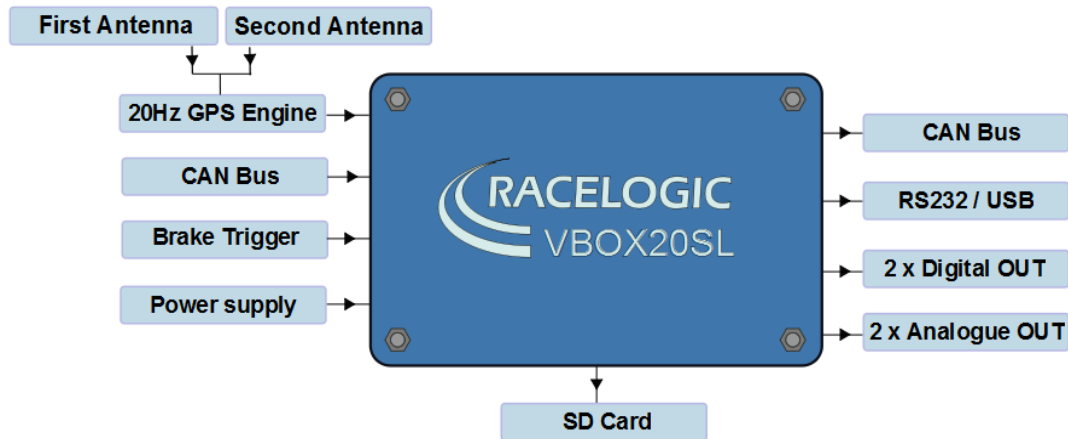 First Antenna
Second Antenna
20Hz GPS Engine
CAN Bus
Brake Trigger
Power supply
RACELOGIC
VBOX20SL
CAN Bus
RS232 / USB
2 x Digital OUT
2 x Analogue OUT
SD Card